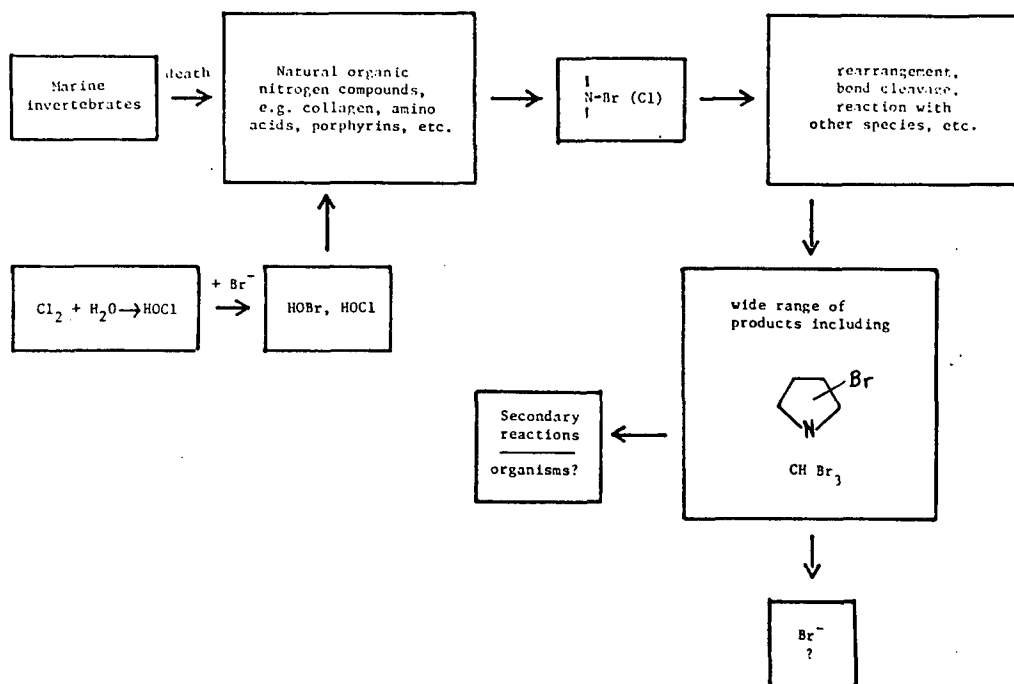 Marine
invertebrates
death
Natural organic
nitrogen compounds,
e.g. collagen, amino
acids, porphyrins, etc.
N-Br (Cl)
rearrangement,
bond cleavage,
reaction with
other species, etc.
Cl₂ + H₂O→HOCl
+ Br⁻
HOBr, HOCl
wide range of
products including
Br
N
CH Br₃
Secondary
reactions
organisms?
Br⁻
?